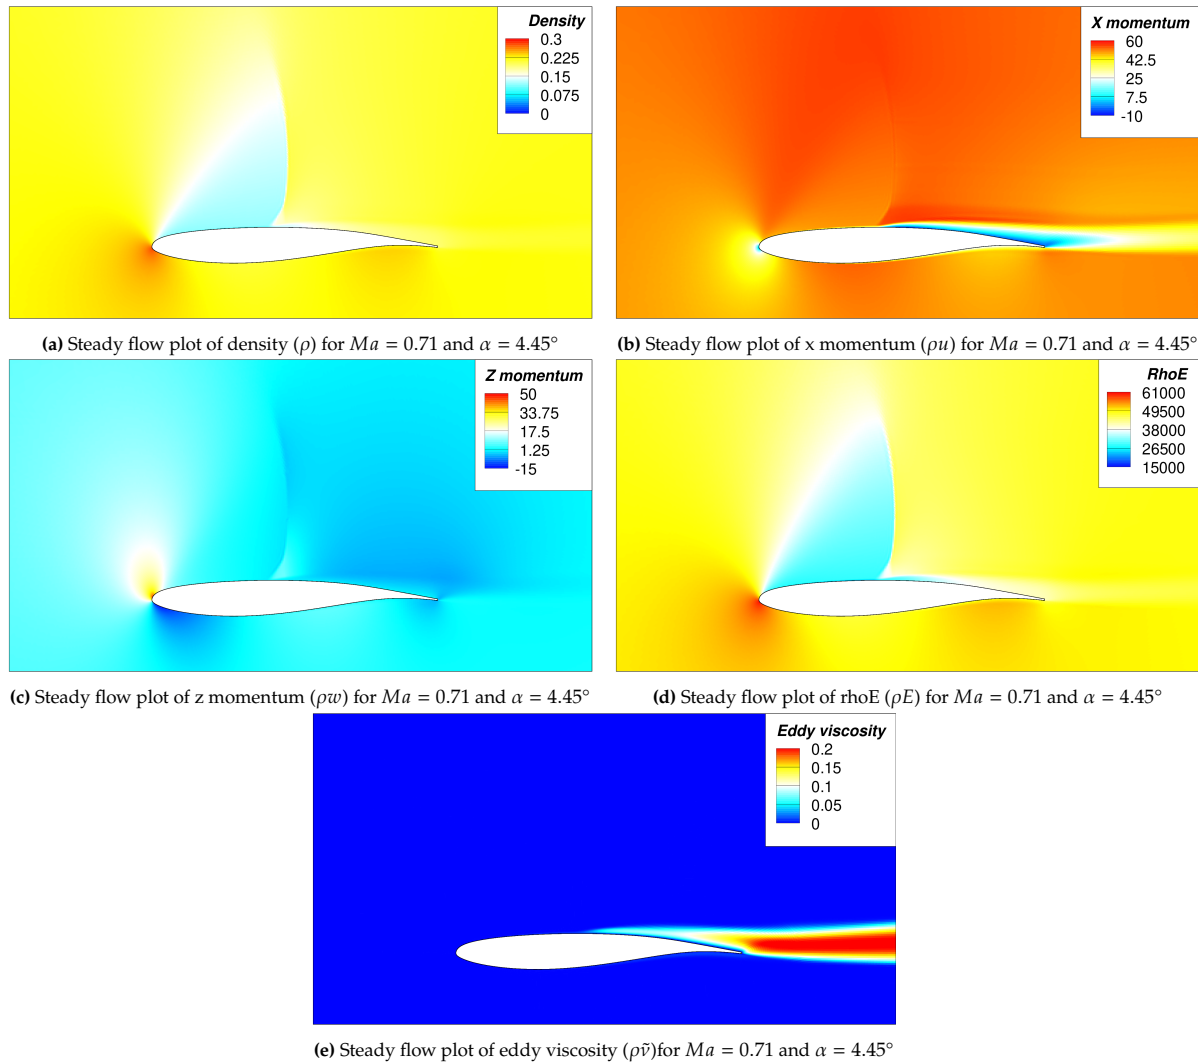 Density
0.3
0.225
0.15
0.075
0
X momentum
60
42.5
25
7.5
-10
(a) Steady flow plot of density (ρ) for Ma = 0.71 and α = 4.45°
(b) Steady flow plot of x momentum (ρu) for Ma = 0.71 and α = 4.45°
Z momentum
50
33.75
17.5
1.25
-15
RhoE
61000
49500
38000
26500
15000
(c) Steady flow plot of z momentum (ρw) for Ma = 0.71 and α = 4.45°
(d) Steady flow plot of rhoE (ρE) for Ma = 0.71 and α = 4.45°
Eddy viscosity
0.2
0.15
0.1
0.05
0
(e) Steady flow plot of eddy viscosity (ρν̃)for Ma = 0.71 and α = 4.45°